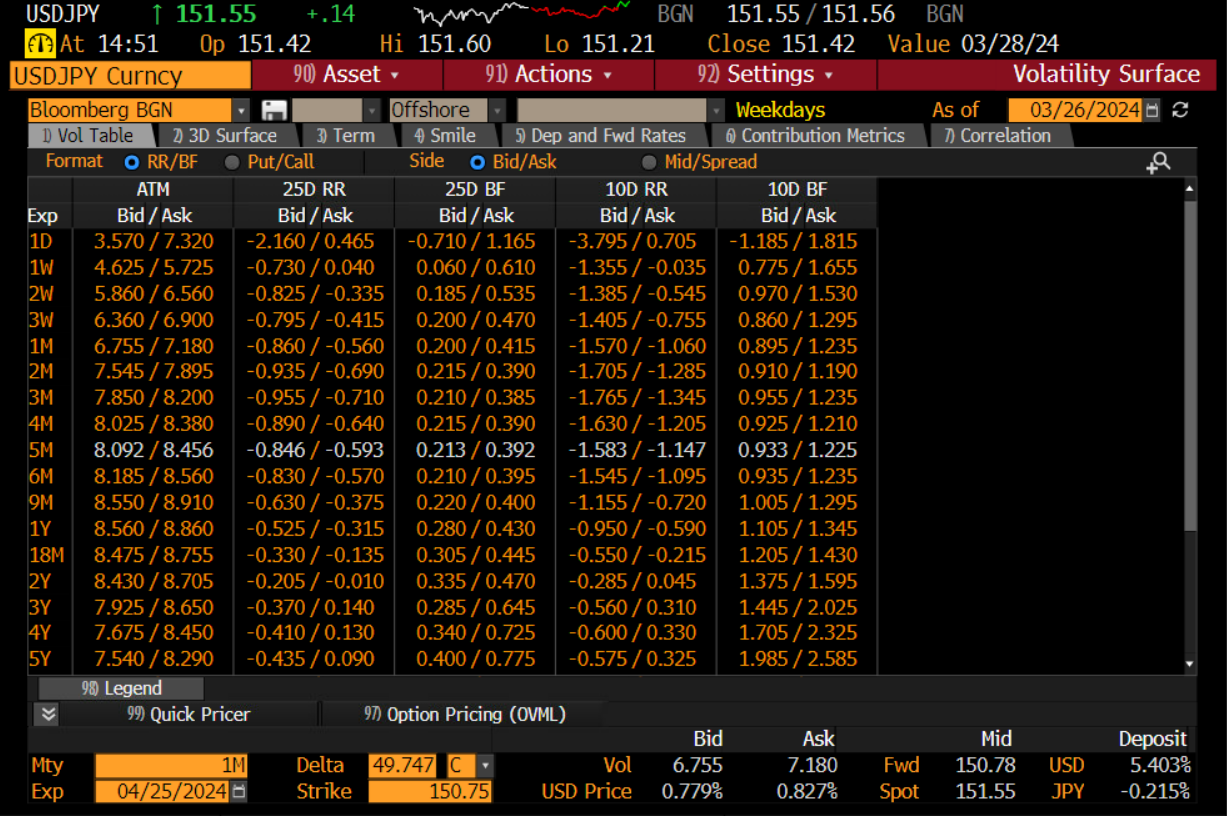 USDJPY ↑ 151.55 +.14 BGN 151.55 / 151.56 BGN
At 14:51 Op 151.42 Hi 151.60 Lo 151.21 Close 151.42 Value 03/28/24
USDJPY Curncy 90) Asset 91) Actions 92) Settings Volatility Surface
Bloomberg BGN Offshore Weekdays As of 03/26/2024
1) Vol Table 2) 3D Surface 3) Term 4) Smile 5) Dep and Fwd Rates 6) Contribution Metrics 7) Correlation
Format RR/BF Put/Call Side Bid/Ask Mid/Spread
ATM 25D RR 25D BF 10D RR 10D BF
Exp Bid / Ask Bid / Ask Bid / Ask Bid / Ask Bid / Ask
1D 3.570 / 7.320 -2.160 / 0.465 -0.710 / 1.165 -3.795 / 0.705 -1.185 / 1.815
1W 4.625 / 5.725 -0.730 / 0.040 0.060 / 0.610 -1.355 / -0.035 0.775 / 1.655
2W 5.860 / 6.560 -0.825 / -0.335 0.185 / 0.535 -1.385 / -0.545 0.970 / 1.530
3W 6.360 / 6.900 -0.795 / -0.415 0.200 / 0.470 -1.405 / -0.755 0.860 / 1.295
1M 6.755 / 7.180 -0.860 / -0.560 0.200 / 0.415 -1.570 / -1.060 0.895 / 1.235
2M 7.545 / 7.895 -0.935 / -0.690 0.215 / 0.390 -1.705 / -1.285 0.910 / 1.190
3M 7.850 / 8.200 -0.955 / -0.710 0.210 / 0.385 -1.765 / -1.345 0.955 / 1.235
4M 8.025 / 8.380 -0.890 / -0.640 0.215 / 0.390 -1.630 / -1.205 0.925 / 1.210
5M 8.092 / 8.456 -0.846 / -0.593 0.213 / 0.392 -1.583 / -1.147 0.933 / 1.225
6M 8.185 / 8.560 -0.830 / -0.570 0.210 / 0.395 -1.545 / -1.095 0.935 / 1.235
9M 8.550 / 8.910 -0.630 / -0.375 0.220 / 0.400 -1.155 / -0.720 1.005 / 1.295
1Y 8.560 / 8.860 -0.525 / -0.315 0.280 / 0.430 -0.950 / -0.590 1.105 / 1.345
18M 8.475 / 8.755 -0.330 / -0.135 0.305 / 0.445 -0.550 / -0.215 1.205 / 1.430
2Y 8.430 / 8.705 -0.205 / -0.010 0.335 / 0.470 -0.285 / 0.045 1.375 / 1.595
3Y 7.925 / 8.650 -0.370 / 0.140 0.285 / 0.645 -0.560 / 0.310 1.445 / 2.025
4Y 7.675 / 8.450 -0.410 / 0.130 0.340 / 0.725 -0.600 / 0.330 1.705 / 2.325
5Y 7.540 / 8.290 -0.435 / 0.090 0.400 / 0.775 -0.575 / 0.325 1.985 / 2.585
98) Legend
99) Quick Pricer 97) Option Pricing (OVML)
Bid Ask Mid Deposit
Mty 1M Delta 49.747 C Vol 6.755 7.180 Fwd 150.78 USD 5.403%
Exp 04/25/2024 Strike 150.75 USD Price 0.779% 0.827% Spot 151.55 JPY -0.215%